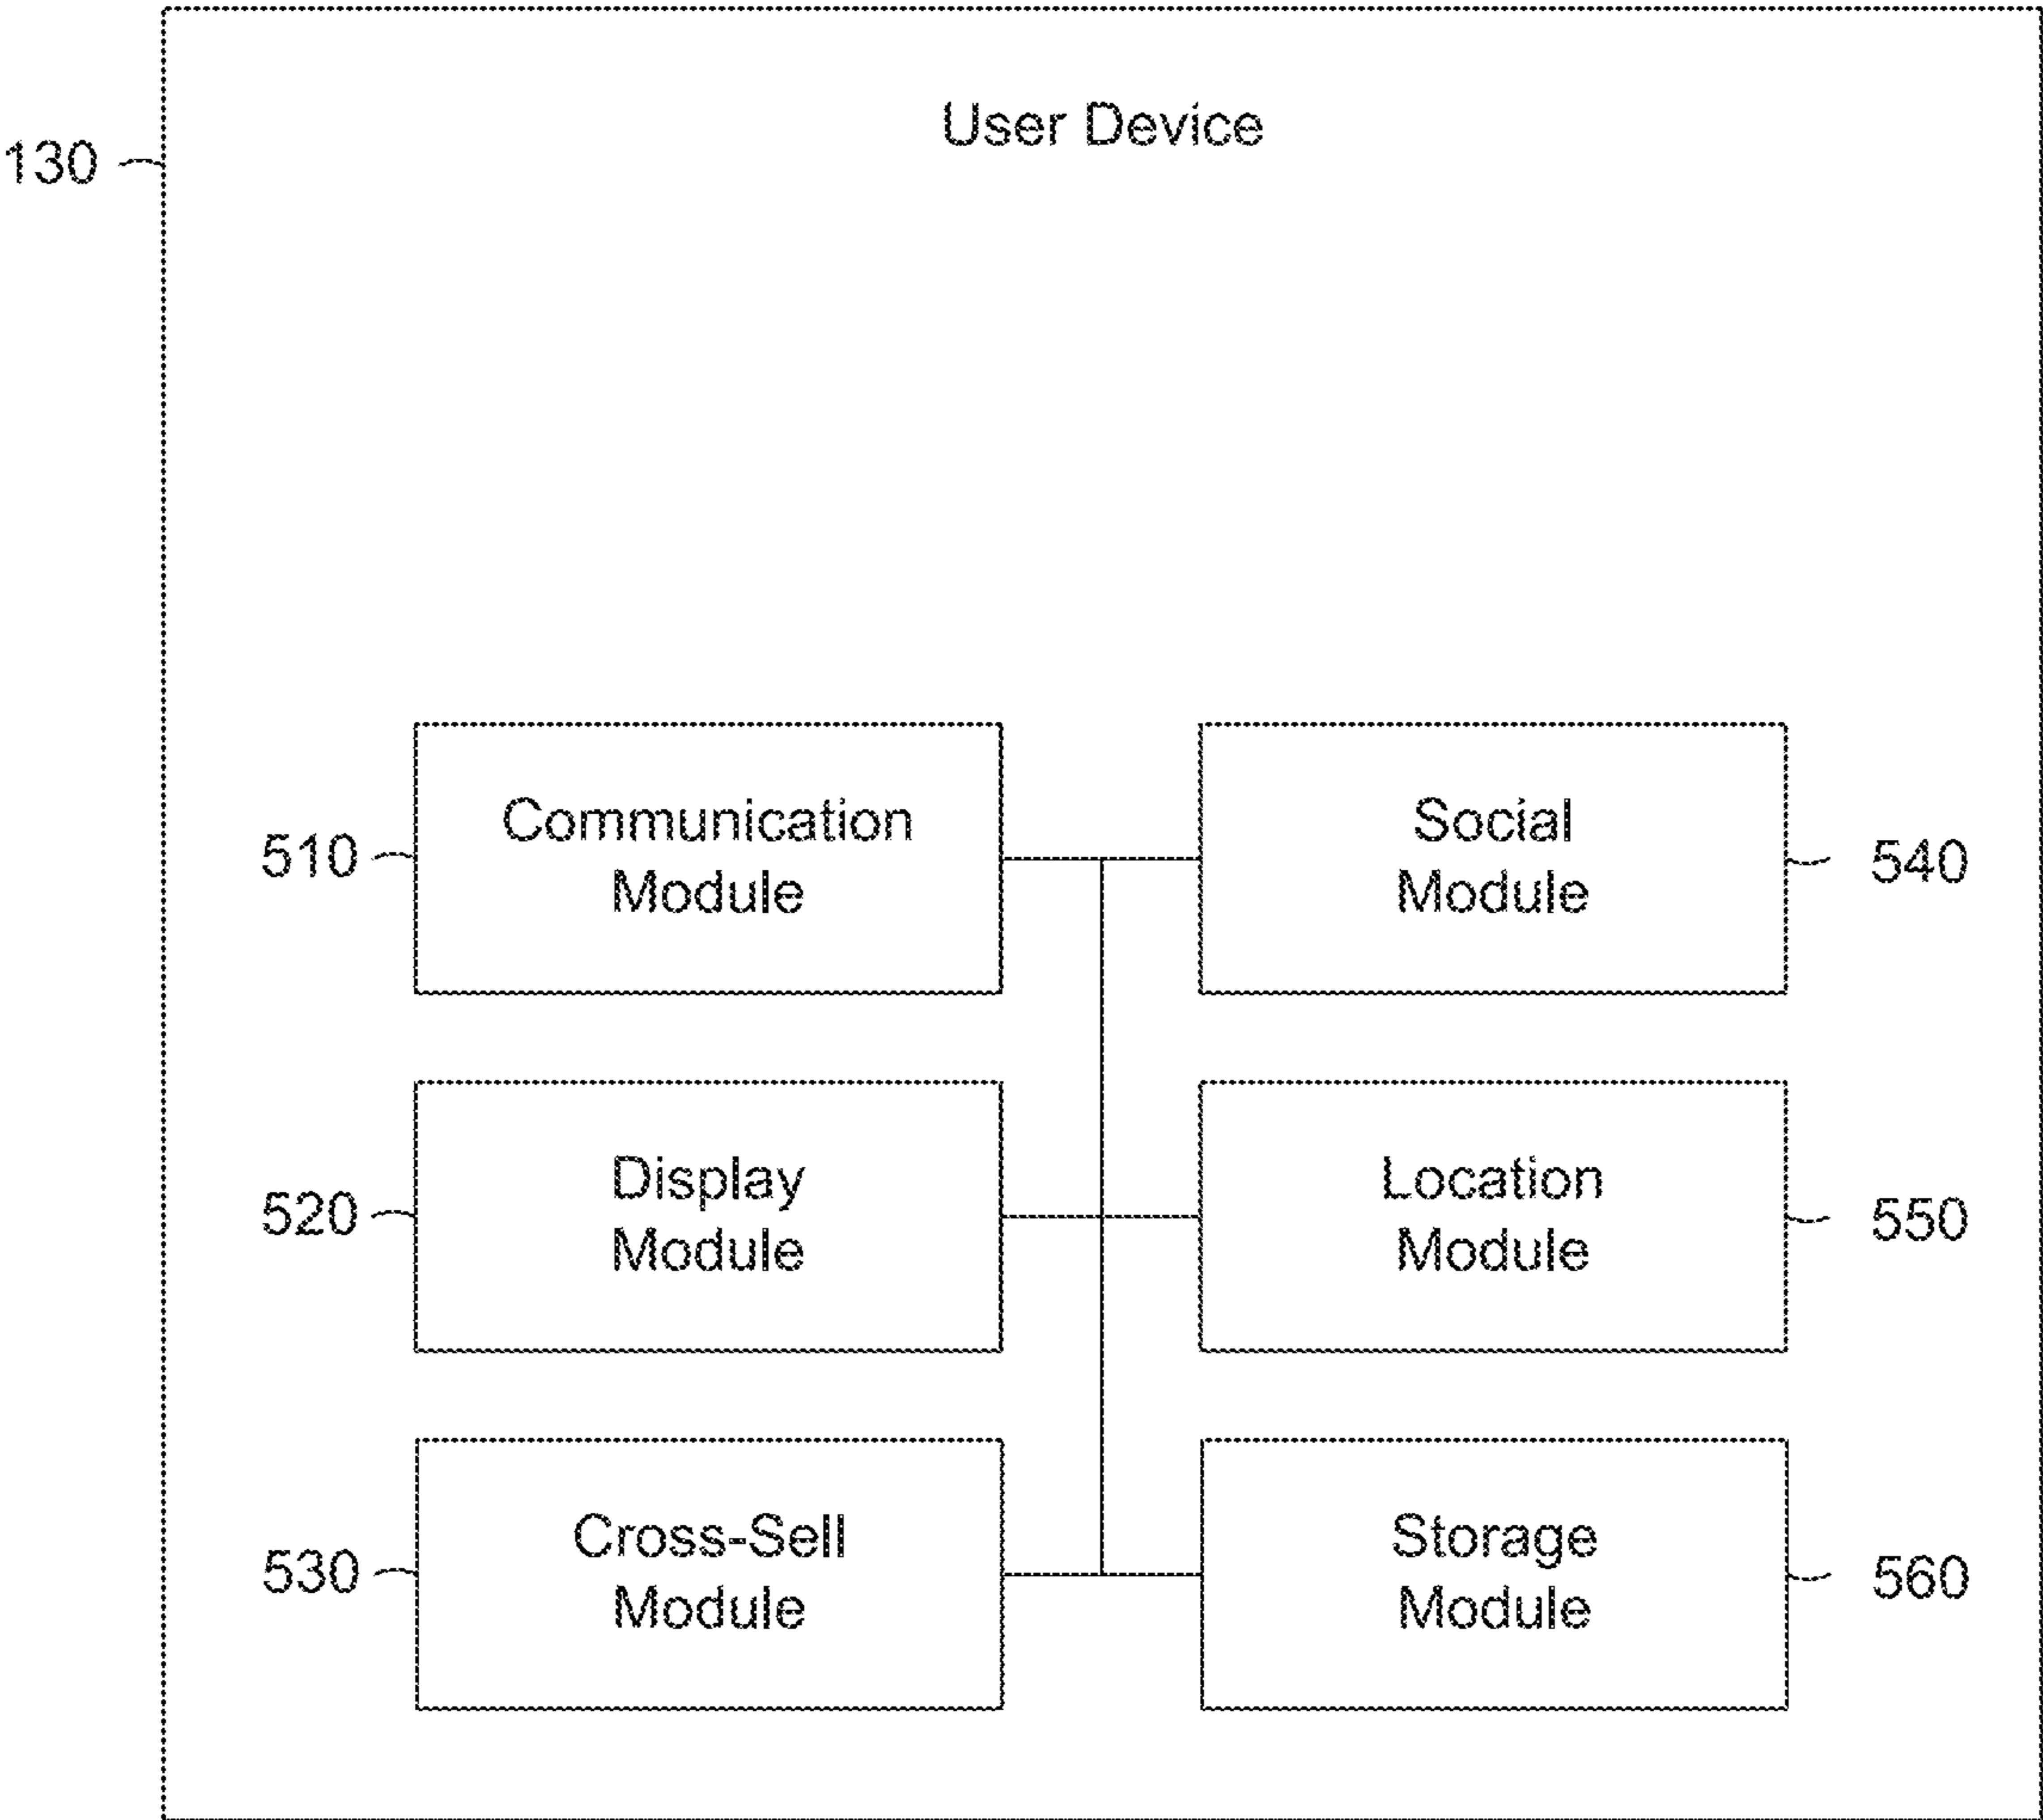 User Device
130
Communication
Module
510
Social
Module
540
Display
Module
520
Location
Module
550
Cross-Sell
Module
530
Storage
Module
560